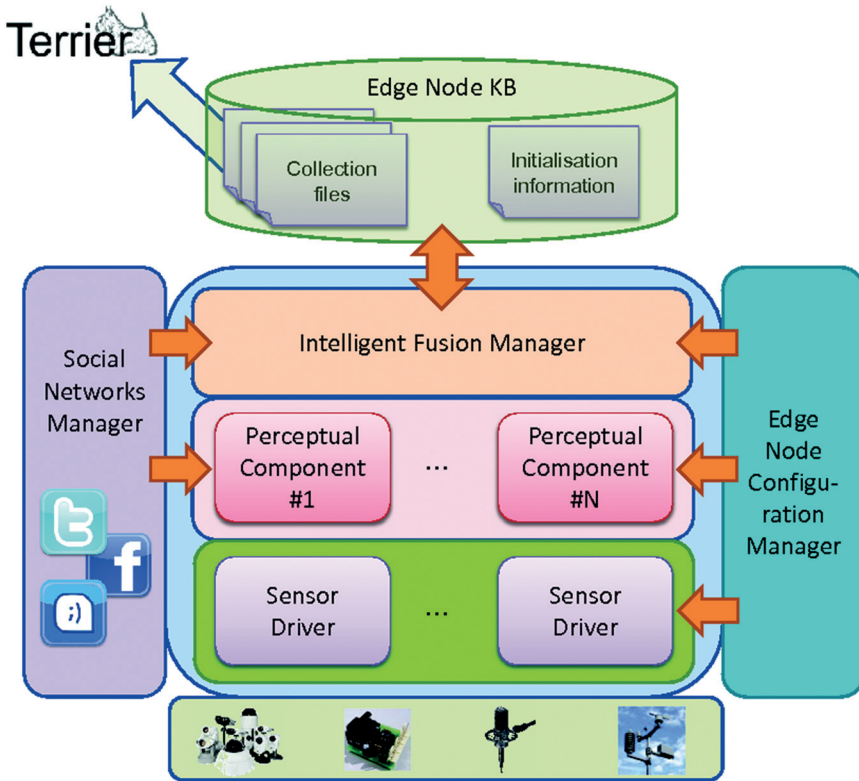 Terrier
Edge Node KB
Collection
files
Initialisation
information
Social
Networks
Manager
Intelligent Fusion Manager
Perceptual
Component
#1
...
Perceptual
Component
#N
Sensor
Driver
...
Sensor
Driver
Edge
Node
Configu-
ration
Manager
t
f
;)